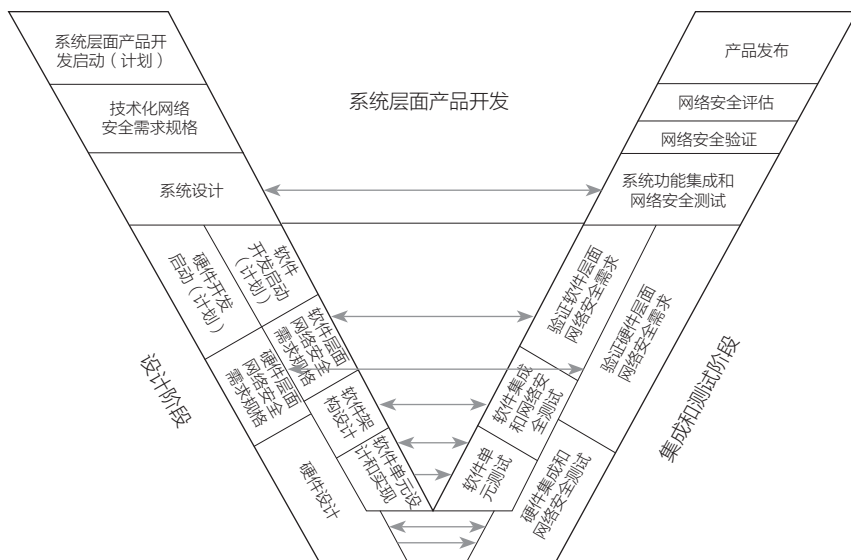 系统层面产品开
发启动（计划）
技术化网络
安全需求规格
系统设计
系统层面产品开发
产品发布
网络安全评估
网络安全验证
系统功能集成和
网络安全测试
硬件开发
启动（计划）
软件
开发启动
（计划）
硬件层面
网络安全
需求规格
软件层面
网络安全
需求规格
软件架
构设计
硬件设计
软件单元设
计和实现
设计阶段
验证软件层面
网络安全需求
验证硬件层面
网络安全需求
软件集成
和网络安
全测试
软件单
元测试
硬件集成和
网络安全测试
集成和测试阶段